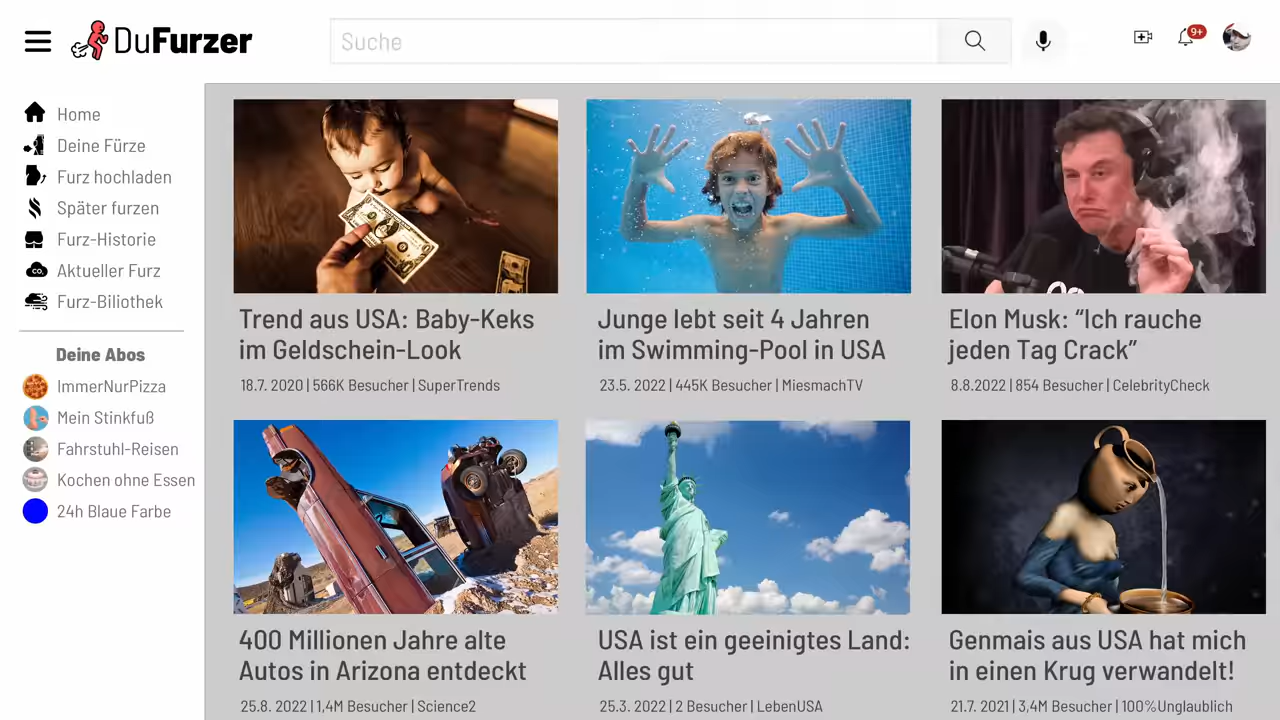 DuFurzer
Suche
9+
Home
Deine Fürze
Furz hochladen
Später furzen
Furz-Historie
CO₂
Aktueller Furz
Furz-Biliothek
Deine Abos
ImmerNurPizza
Mein Stinkfuß
Fahrstuhl-Reisen
Kochen ohne Essen
24h Blaue Farbe
Trend aus USA: Baby-Keks
im Geldschein-Look
18.7. 2020 | 566K Besucher | SuperTrends
Junge lebt seit 4 Jahren
im Swimming-Pool in USA
23.5. 2022 | 445K Besucher | MiesmachTV
Elon Musk: “Ich rauche
jeden Tag Crack”
8.8.2022 | 854 Besucher | CelebrityCheck
400 Millionen Jahre alte
Autos in Arizona entdeckt
25.8. 2022 | 1,4M Besucher | Science2
USA ist ein geeinigtes Land:
Alles gut
25.3. 2022 | 2 Besucher | LebenUSA
Genmais aus USA hat mich
in einen Krug verwandelt!
21.7. 2021 | 3,4M Besucher | 100%Unglaublich